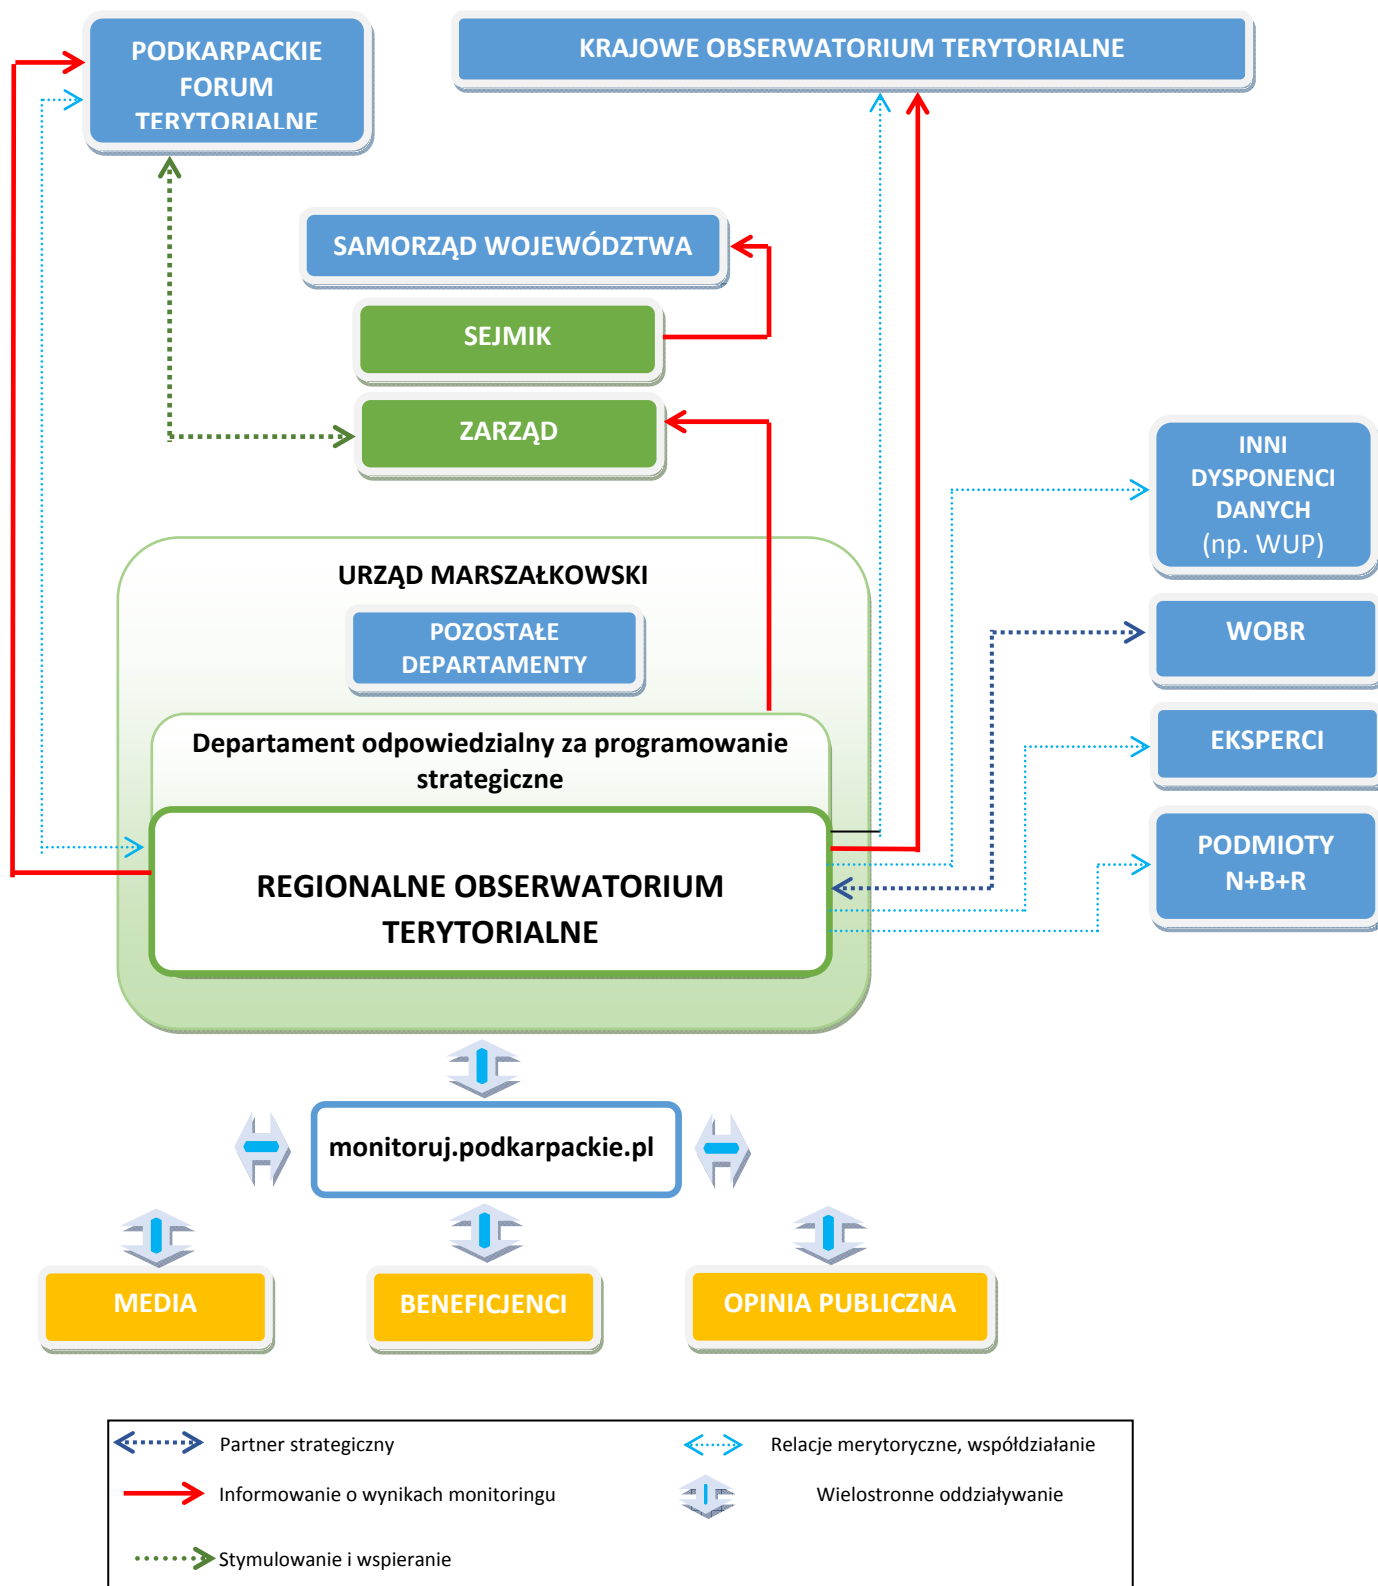 PODKARPACKIE
FORUM
TERYTORIALNE
KRAJOWE OBSERWATORIUM TERYTORIALNE
SAMORZĄD WOJEWÓDZTWA
SEJMIK
ZARZĄD
INNI
DYSPONENCI
DANYCH
(np. WUP)
URZĄD MARSZAŁKOWSKI
POZOSTAŁE
DEPARTAMENTY
WOBR
Departament odpowiedzialny za programowanie
strategiczne
EKSPERCI
REGIONALNE OBSERWATORIUM
TERYTORIALNE
PODMIOTY
N+B+R
monitoruj.podkarpackie.pl
MEDIA
BENEFICJENCI
OPINIA PUBLICZNA
Partner strategiczny
Relacje merytoryczne, współdziałanie
Informowanie o wynikach monitoringu
Wielostronne oddziaływanie
Stymulowanie i wspieranie